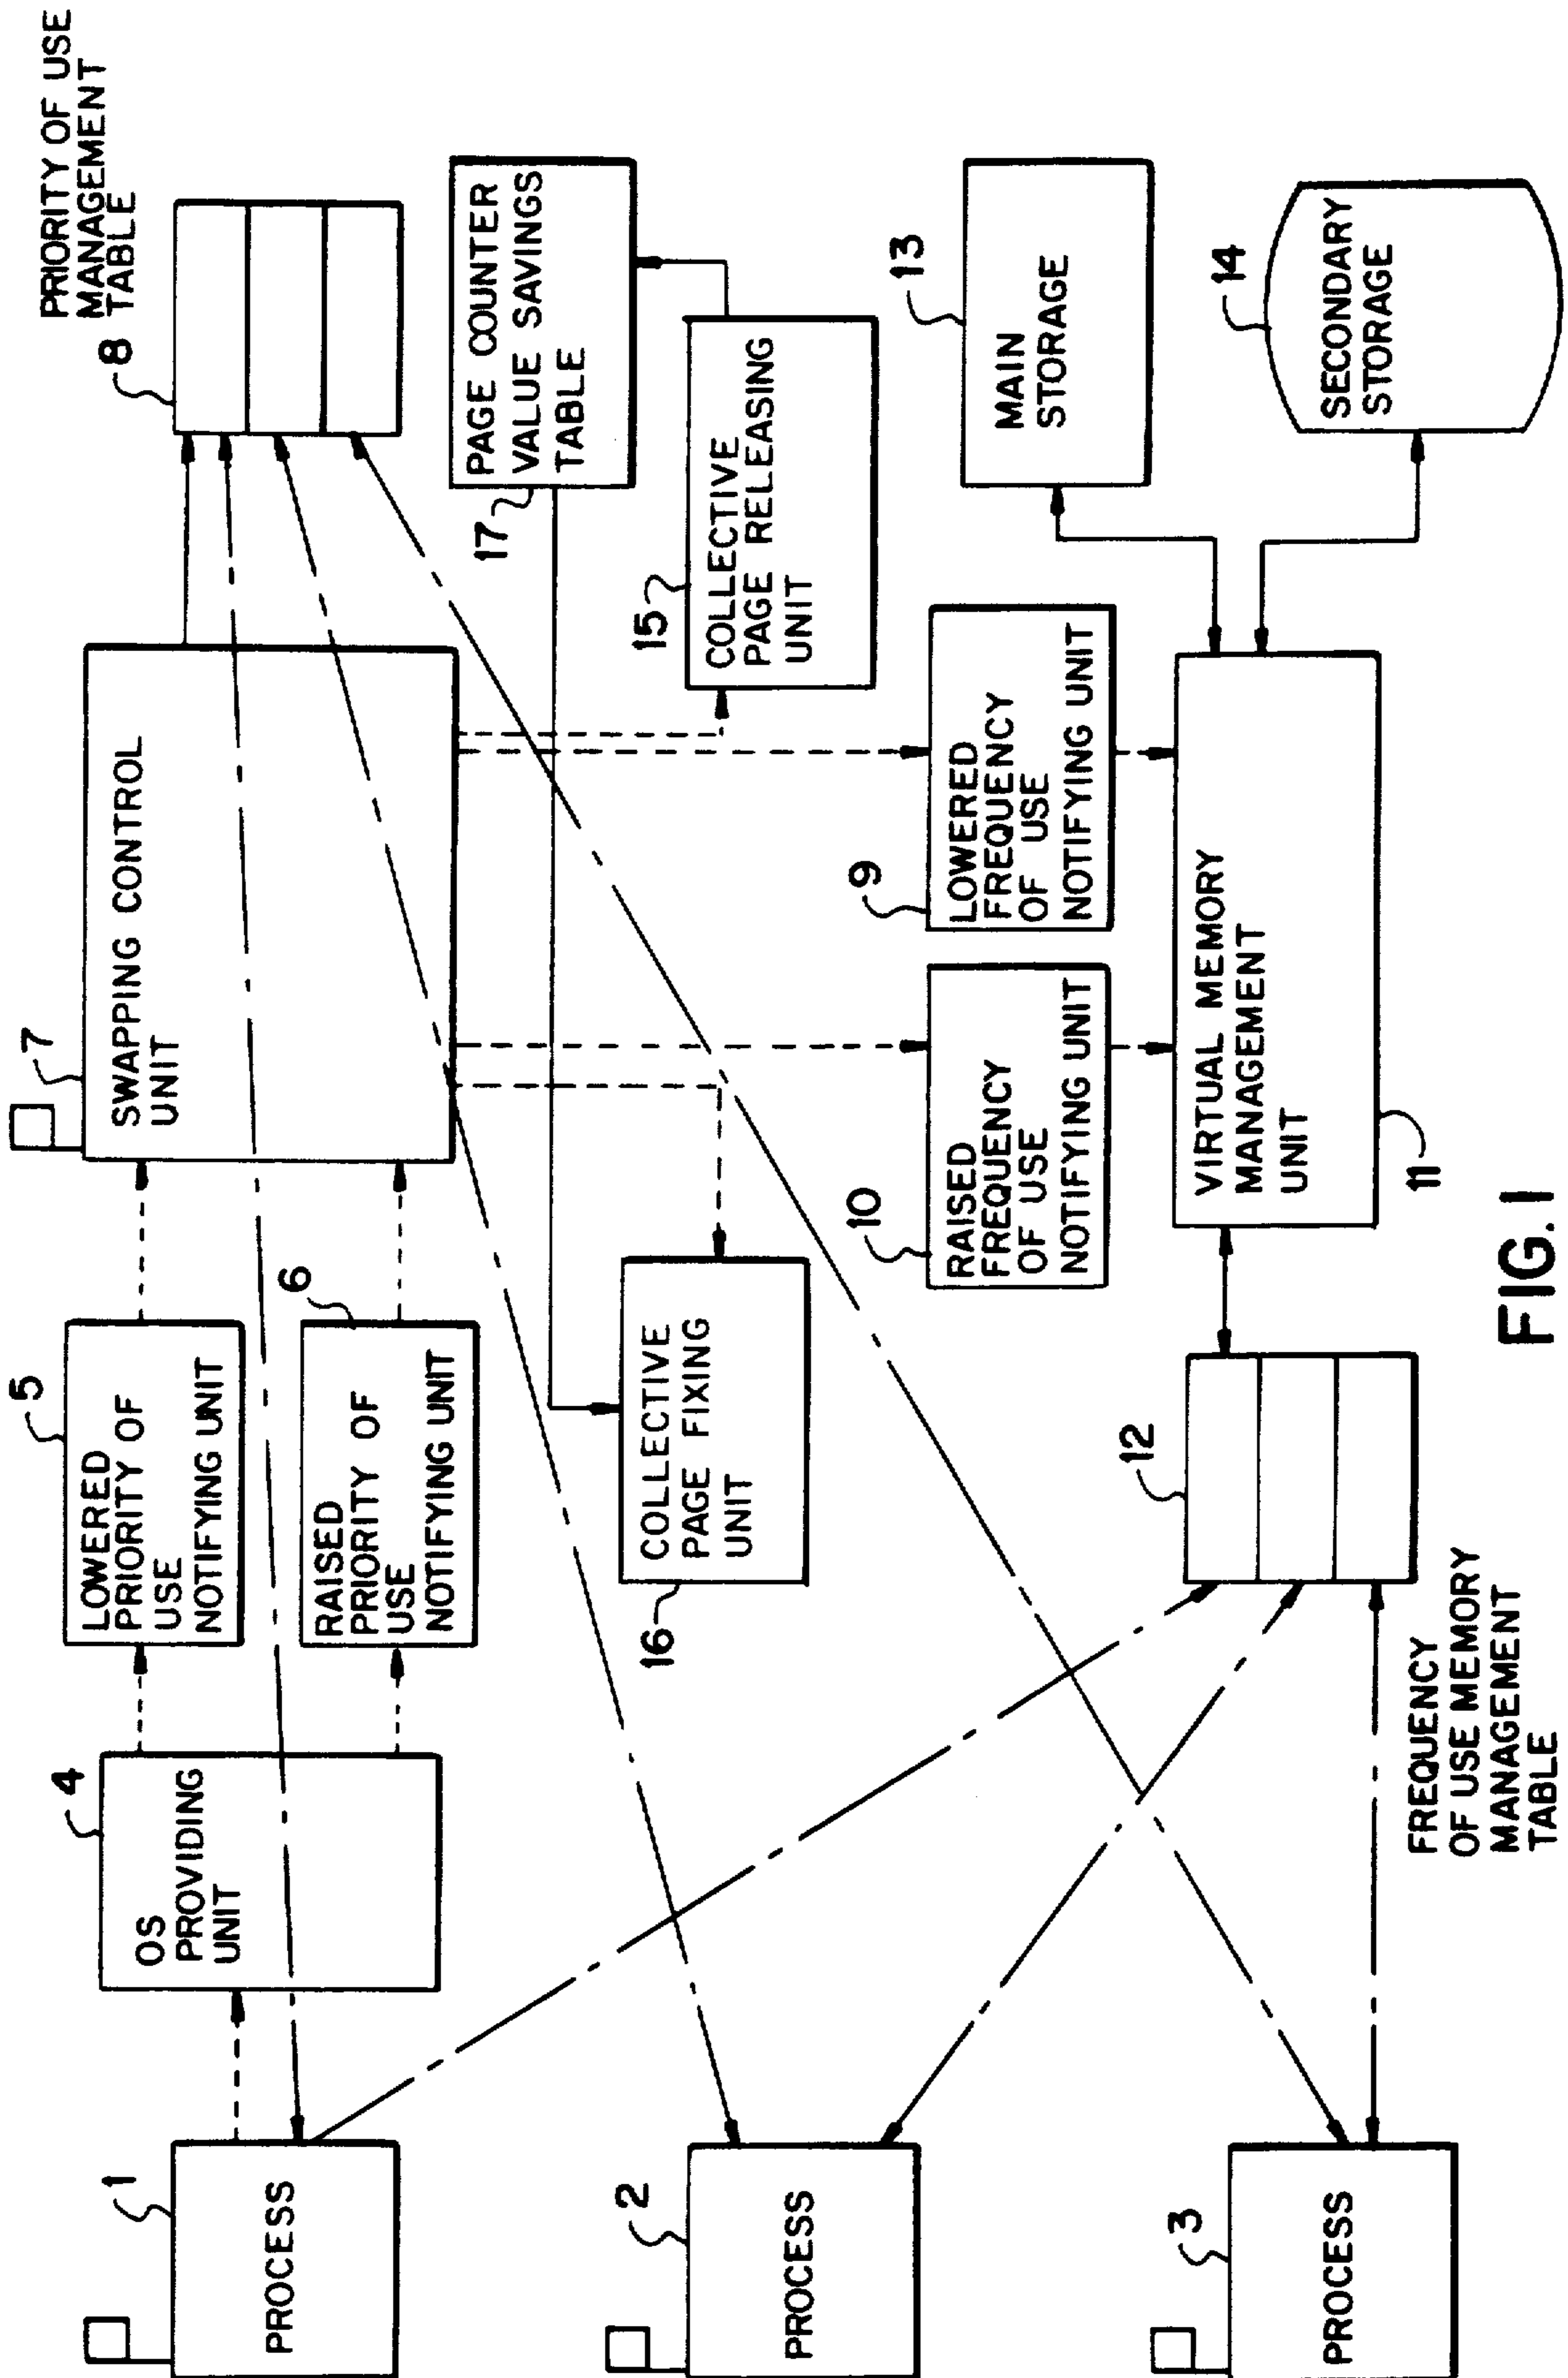 1
PROCESS
2
PROCESS
3
PROCESS
4
OS
PROVIDING
UNIT
5
LOWERED
PRIORITY OF
USE
NOTIFYING UNIT
6
RAISED
PRIORITY OF
USE
NOTIFYING UNIT
7
SWAPPING CONTROL
UNIT
PRIORITY OF USE
MANAGEMENT
TABLE
8
17
PAGE COUNTER
VALUE SAVINGS
TABLE
15
COLLECTIVE
PAGE RELEASING
UNIT
16
COLLECTIVE
PAGE FIXING
UNIT
10
RAISED
FREQUENCY
OF USE
NOTIFYING UNIT
9
LOWERED
FREQUENCY
OF USE
NOTIFYING UNIT
13
MAIN
STORAGE
14
SECONDARY
STORAGE
12
FREQUENCY
OF USE MEMORY
MANAGEMENT
TABLE
VIRTUAL MEMORY
MANAGEMENT
UNIT
11
FIG.1